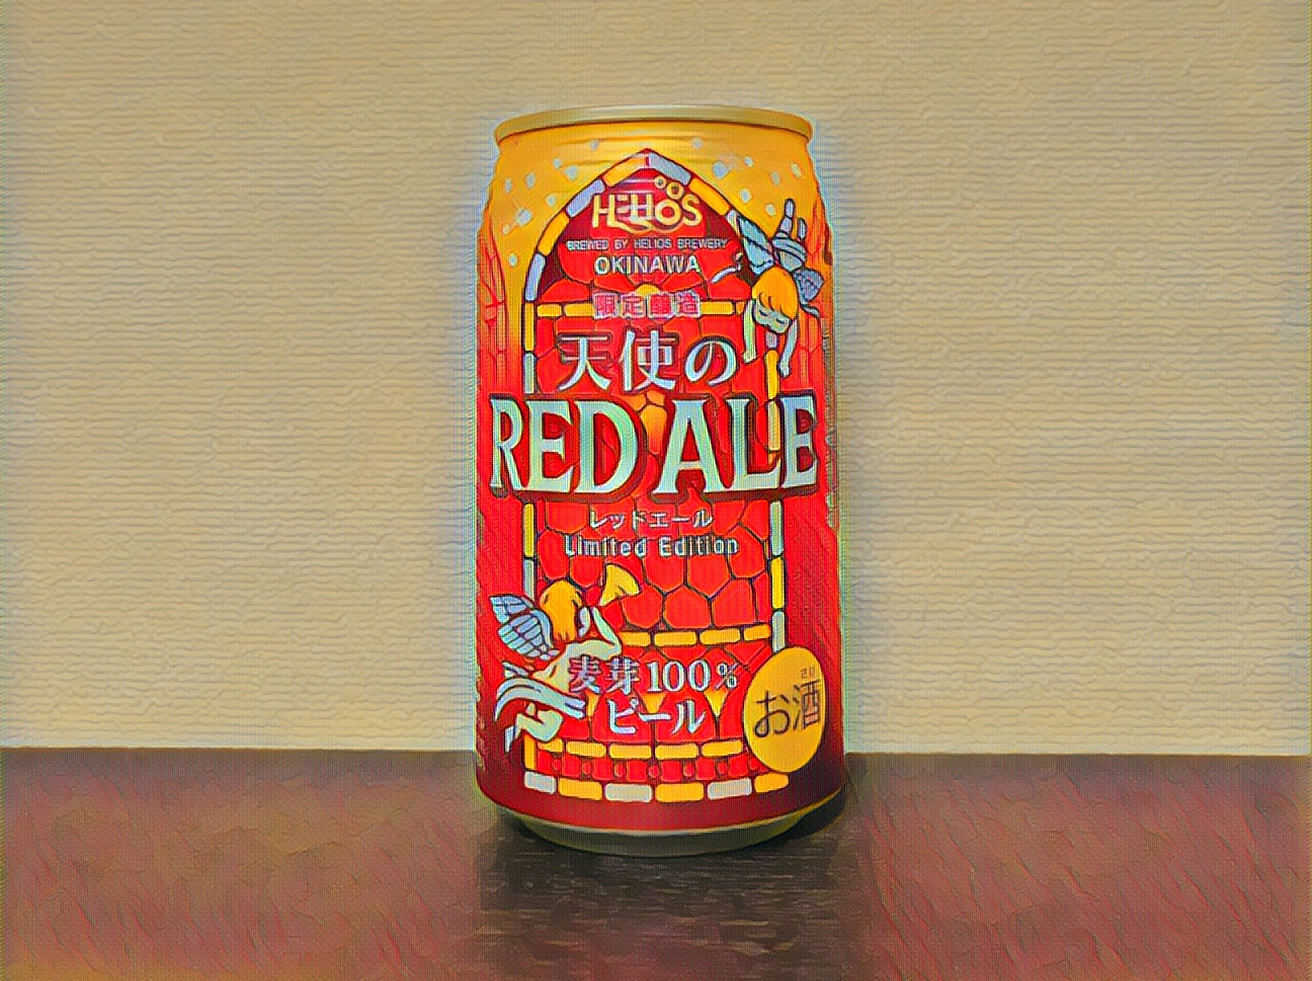 HELIOS
BREWED BY HELIOS BREWERY
OKINAWA
限定醸造
天使の
RED ALE
レッドエール
Limited Edition
麦芽100%
ビール
お酒